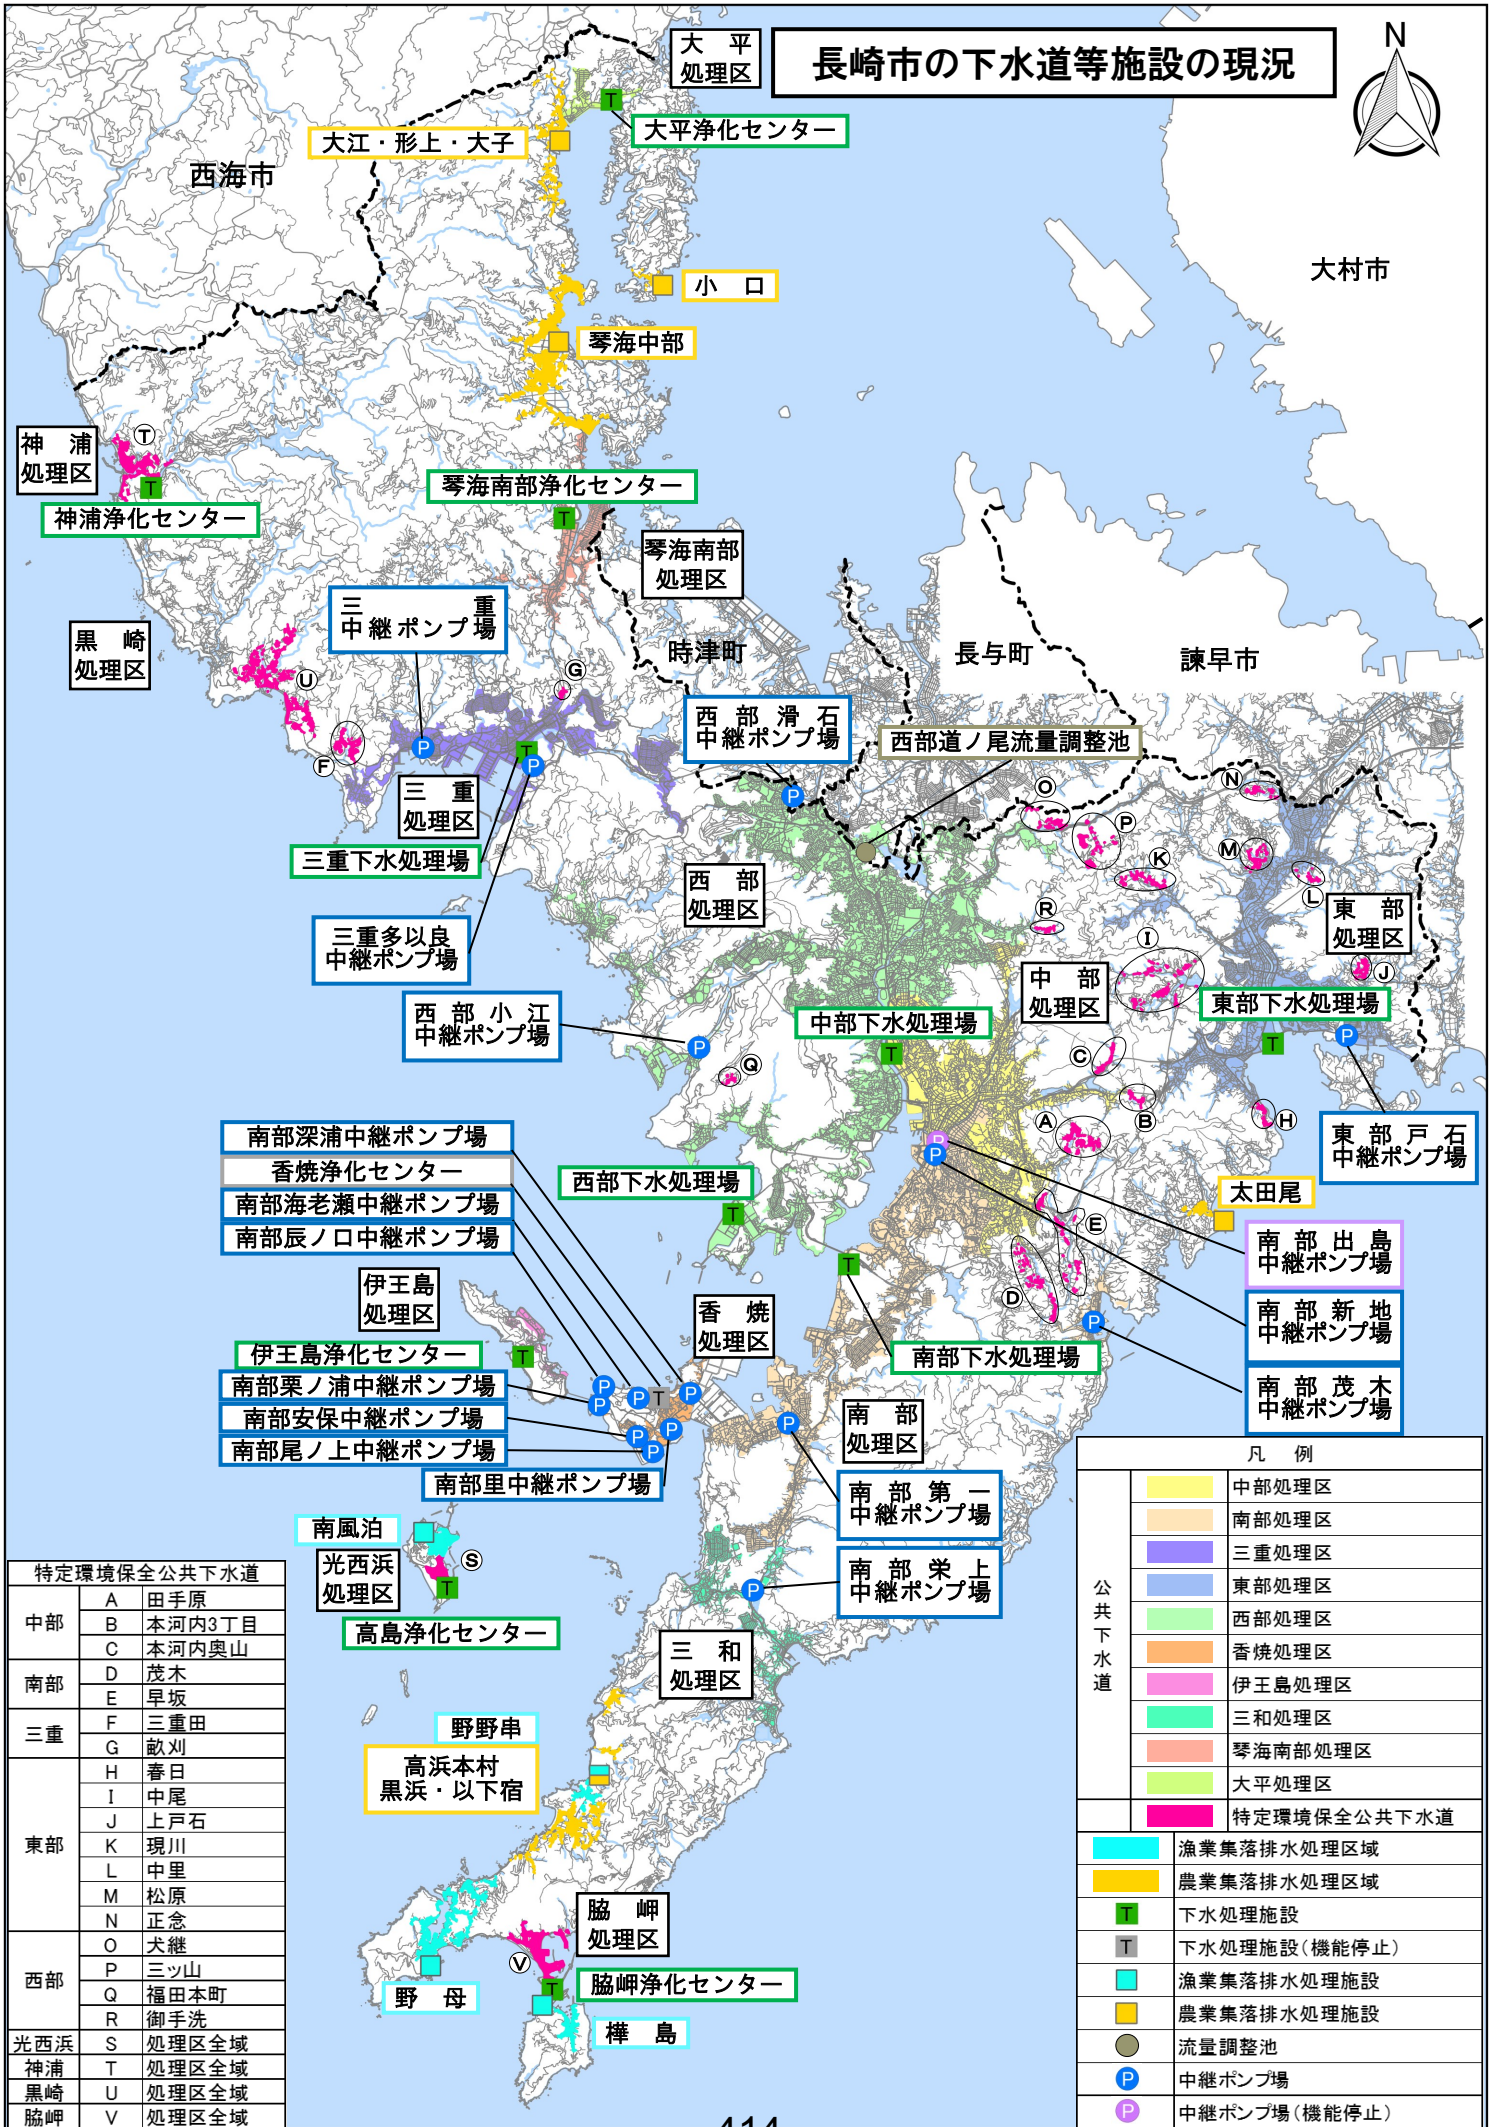 長崎市の下水道等施設の現況
N
大　平
処理区
T
大平浄化センター
大江・形上・大子
西海市
大村市
小　口
琴海中部
神　浦
処理区
T
T
神浦浄化センター
琴海南部浄化センター
T
琴海南部
処理区
三　　　重
中継ポンプ場
黒　崎
処理区
U
時津町
長与町
諫早市
G
西 部 滑 石
中継ポンプ場
西部道ノ尾流量調整池
F
P
T
P
P
三　重
処理区
三重下水処理場
O
P
N
K
M
L
西　部
処理区
R
東　部
処理区
三重多以良
中継ポンプ場
I
J
中　部
処理区
西 部 小 江
中継ポンプ場
P
中部下水処理場
T
東部下水処理場
T
P
Q
C
B
A
H
南部深浦中継ポンプ場
香焼浄化センター
南部海老瀬中継ポンプ場
南部辰ノ口中継ポンプ場
P
P
東 部 戸 石
中継ポンプ場
西部下水処理場
T
太田尾
E
南 部 出 島
中継ポンプ場
T
D
伊王島
処理区
香　焼
処理区
南 部 新 地
中継ポンプ場
P
伊王島浄化センター
T
南部下水処理場
南部栗ノ浦中継ポンプ場
南部安保中継ポンプ場
南部尾ノ上中継ポンプ場
南部里中継ポンプ場
P
P
P
T
P
P
P
P
P
南　部
処理区
南 部 茂 木
中継ポンプ場
南 部 第 一
中継ポンプ場
南風泊
光西浜
処理区
S
T
高島浄化センター
P
南 部 栄 上
中継ポンプ場
三　和
処理区
野野串
高浜本村
黒浜・以下宿
脇　岬
処理区
V
T
脇岬浄化センター
野　母
樺　島
特定環境保全公共下水道
中部 A 田手原
B 本河内3丁目
C 本河内奥山
南部 D 茂木
E 早坂
三重 F 三重田
G 畝刈
東部 H 春日
I 中尾
J 上戸石
K 現川
L 中里
M 松原
N 正念
西部 O 犬継
P 三ッ山
Q 福田本町
R 御手洗
光西浜 S 処理区全域
神浦 T 処理区全域
黒崎 U 処理区全域
脇岬 V 処理区全域
凡　例
公共下水道
中部処理区
南部処理区
三重処理区
東部処理区
西部処理区
香焼処理区
伊王島処理区
三和処理区
琴海南部処理区
大平処理区
特定環境保全公共下水道
漁業集落排水処理区域
農業集落排水処理区域
T 下水処理施設
T 下水処理施設（機能停止）
漁業集落排水処理施設
農業集落排水処理施設
流量調整池
P 中継ポンプ場
P 中継ポンプ場（機能停止）
414